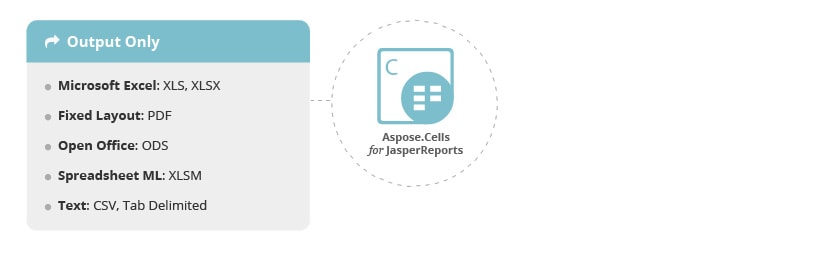 Output Only
Microsoft Excel: XLS, XLSX
Fixed Layout: PDF
Open Office: ODS
Spreadsheet ML: XLSM
Text: CSV, Tab Delimited
C
Aspose.Cells
for JasperReports